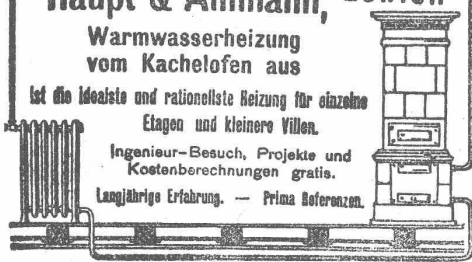 Haupt & Ammann,
Warmwasserheizung
vom Kachelofen aus
ist die idealste und rationellste Heizung für einzelne
Etagen und kleinere Villen.
Ingenieur-Besuch, Projekte und
Kostenberechnungen gratis.
Langjährige Erfahrung. — Prima Referenzen.